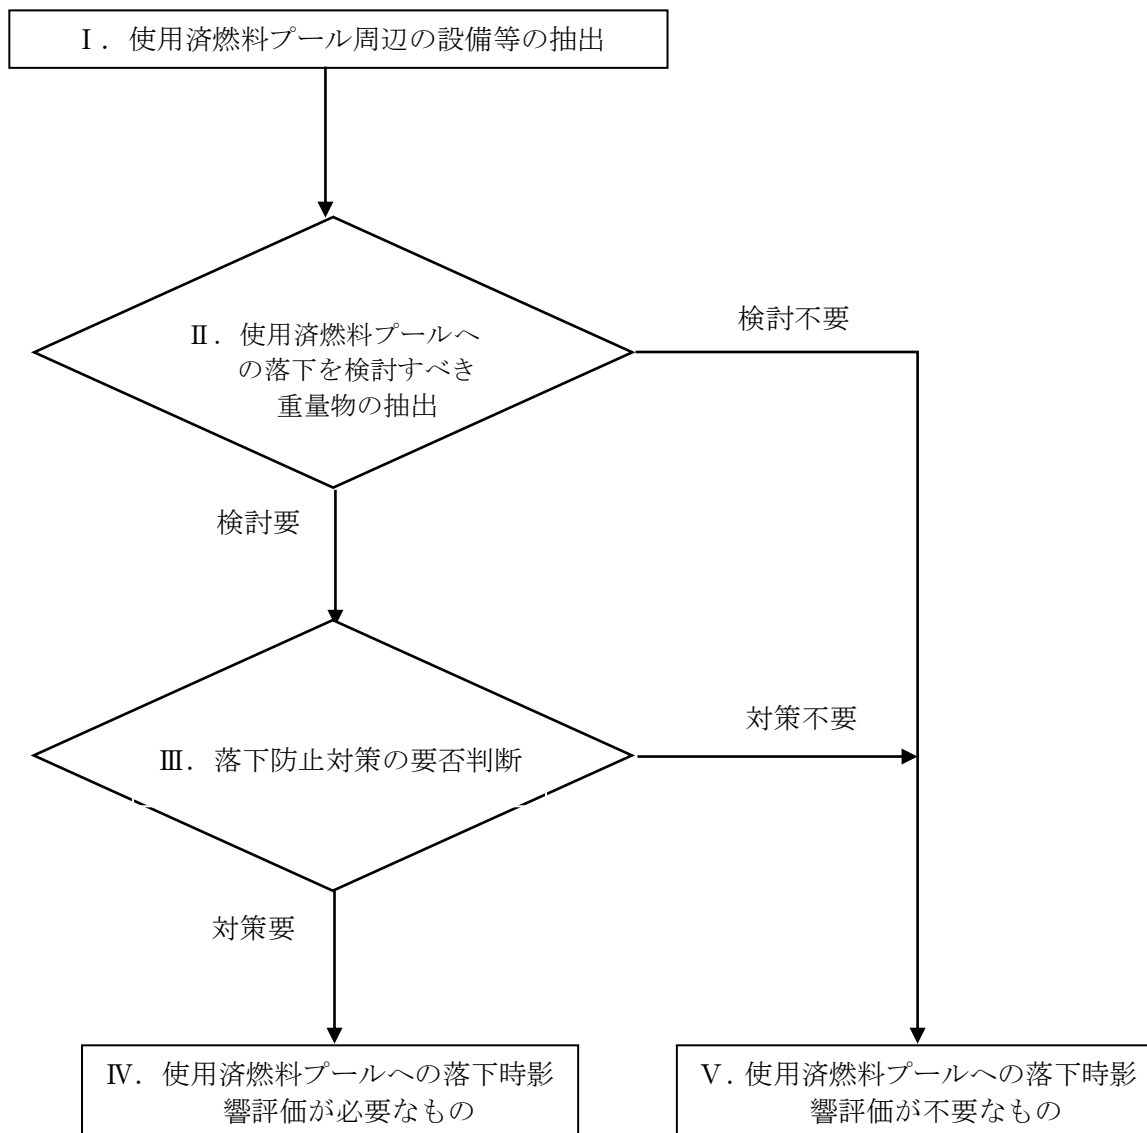 Ⅰ．使用済燃料プール周辺の設備等の抽出
Ⅱ．使用済燃料プールへ
の落下を検討すべき
重量物の抽出
検討不要
検討要
Ⅲ．落下防止対策の要否判断
対策不要
対策要
Ⅳ．使用済燃料プールへの落下時影
響評価が必要なもの
Ⅴ．使用済燃料プールへの落下時影
響評価が不要なもの